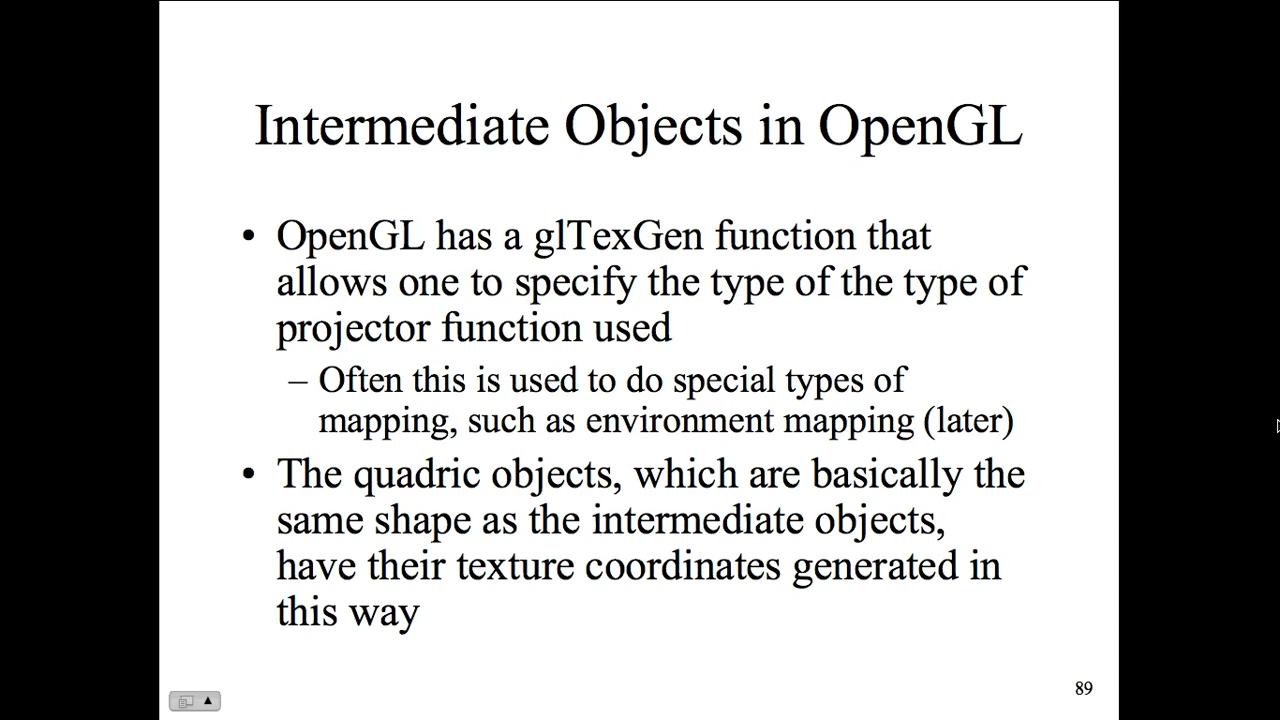 Intermediate Objects in OpenGL
• OpenGL has a glTexGen function that
allows one to specify the type of the type of
projector function used
– Often this is used to do special types of
mapping, such as environment mapping (later)
• The quadric objects, which are basically the
same shape as the intermediate objects,
have their texture coordinates generated in
this way
89